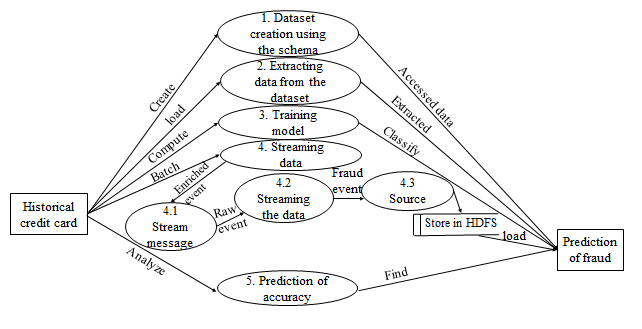 1. Dataset
creation using
the schema
2. Extracting
data from the
dataset
3. Training
model
4. Streaming
data
4.1
Stream
message
4.2
Streaming
the data
4.3
Source
5. Prediction of
accuracy
Historical
credit card
Prediction
of fraud
Store in HDFS
Create
load
Compute
Batch
Enriched
event
Raw
event
Fraud
event
Analyze
Accessed data
Extracted
Classify
load
Find